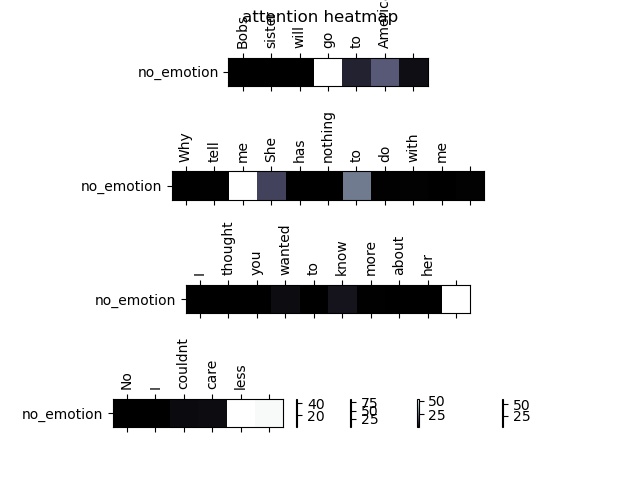 attention heatmap
Bobs sister will go to America
no_emotion
Why tell me She has nothing to do with me
no_emotion
I thought you wanted to know more about her
no_emotion
No I couldnt care less
no_emotion
40 75 50 50
20 50 25 25
25